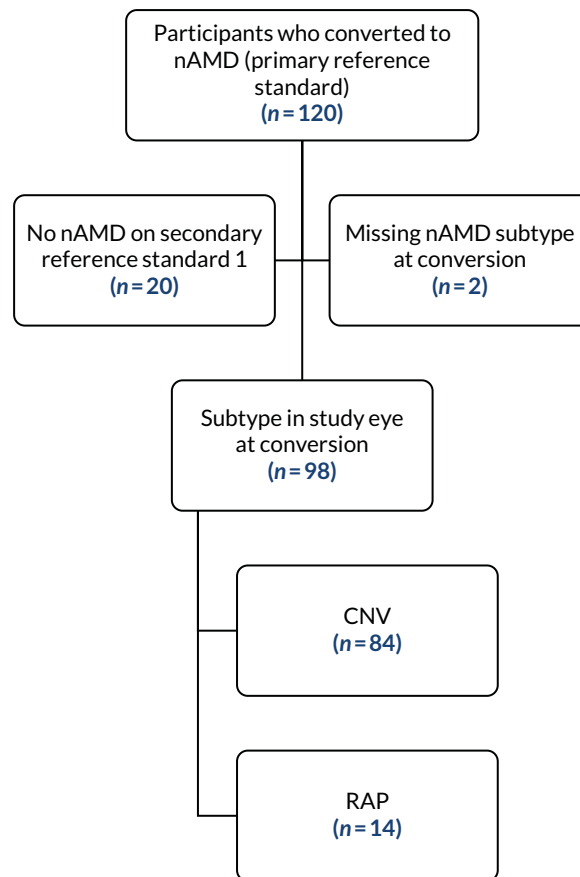 Participants who converted to
nAMD (primary reference
standard)
(n = 120)
No nAMD on secondary
reference standard 1
(n = 20)
Missing nAMD subtype
at conversion
(n = 2)
Subtype in study eye
at conversion
(n = 98)
CNV
(n = 84)
RAP
(n = 14)